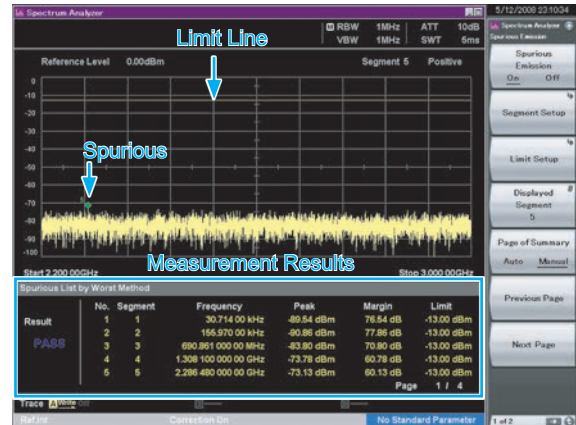 Spectrum Analyzer
5/12/2008 23:10:34
M RBW 1MHz ATT 10dB
VBW 1MHz SWT 5ms
Limit Line
Reference Level 0.00dBm Segment 5 Positive
0
-10
-20
-30
-40
-50
-60
-70
-80
-90
-100
Spurious
5
Start 2.200 00GHz
Stop 3.000 00GHz
Measurement Results
Spurious List by Worst Method
No. Segment Frequency Peak Margin Limit
Result
PASS
1 1 30.714 00 kHz -89.54 dBm 76.54 dB -13.00 dBm
2 2 155.970 00 kHz -90.86 dBm 77.86 dB -13.00 dBm
3 3 690.861 000 00 MHz -83.80 dBm 70.80 dB -13.00 dBm
4 4 1.308 100 000 00 GHz -73.78 dBm 60.78 dB -13.00 dBm
5 5 2.286 480 000 00 GHz -73.13 dBm 60.13 dB -13.00 dBm
Page 1 / 4
Trace A Write Off
Ref.Int Correction On No Standard Parameter
Spectrum Analyzer
Spurious Emission
Spurious
Emission
On Off
Segment Setup
Limit Setup
Displayed
Segment
5
Page of Summary
Auto Manual
Previous Page
Next Page
1 of 2